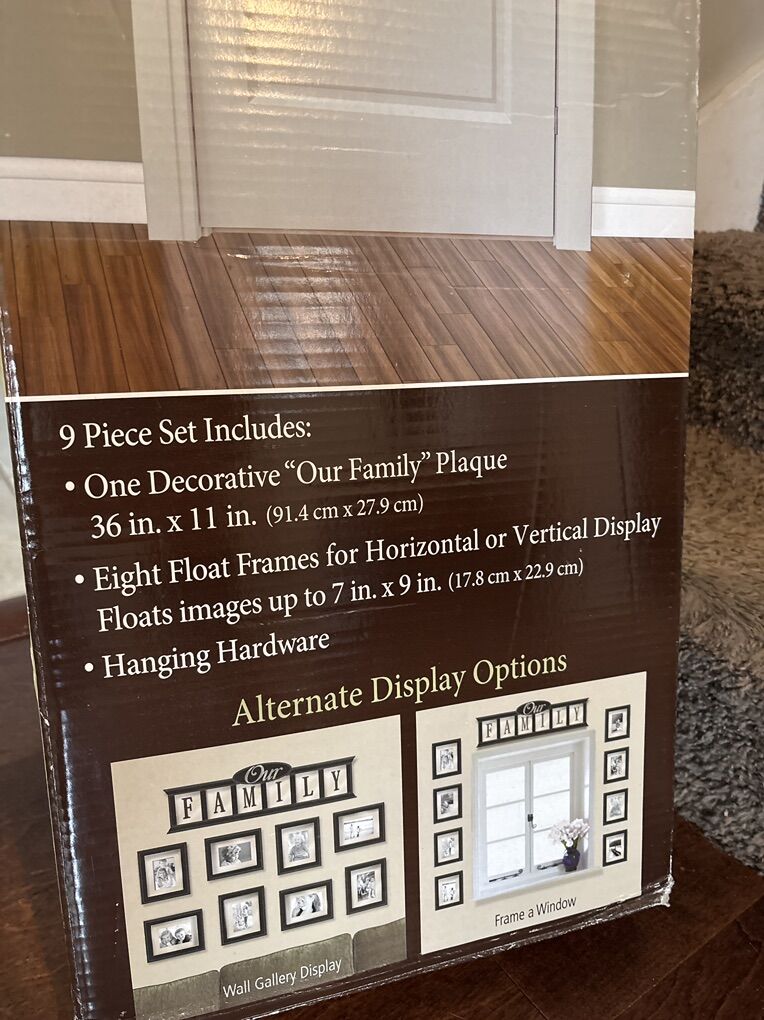 9 Piece Set Includes:
• One Decorative “Our Family” Plaque
36 in. x 11 in. (91.4 cm x 27.9 cm)
• Eight Float Frames for Horizontal or Vertical Display
Floats images up to 7 in. x 9 in. (17.8 cm x 22.9 cm)
• Hanging Hardware
Alternate Display Options
Our
FAMILY
Wall Gallery Display
Our
FAMILY
Frame a Window